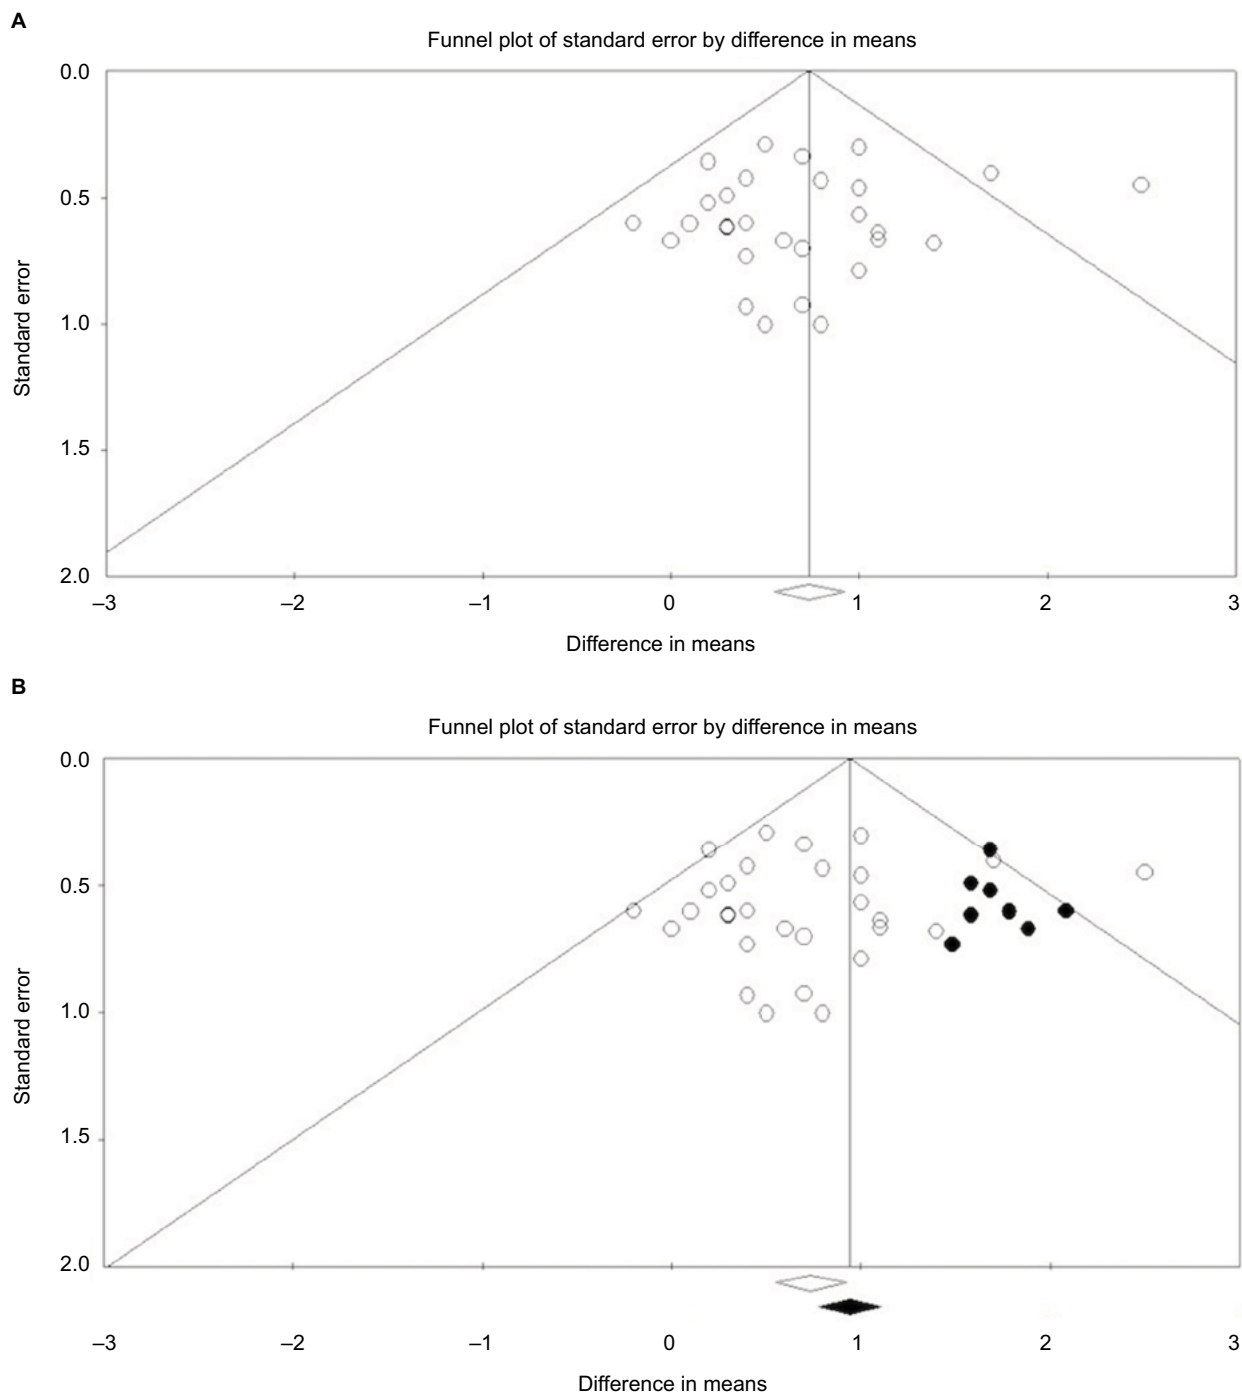 A
Funnel plot of standard error by difference in means
0.0
0.5
1.0
1.5
2.0
Standard error
–3 –2 –1 0 1 2 3
Difference in means
B
Funnel plot of standard error by difference in means
0.0
0.5
1.0
1.5
2.0
Standard error
–3 –2 –1 0 1 2 3
Difference in means